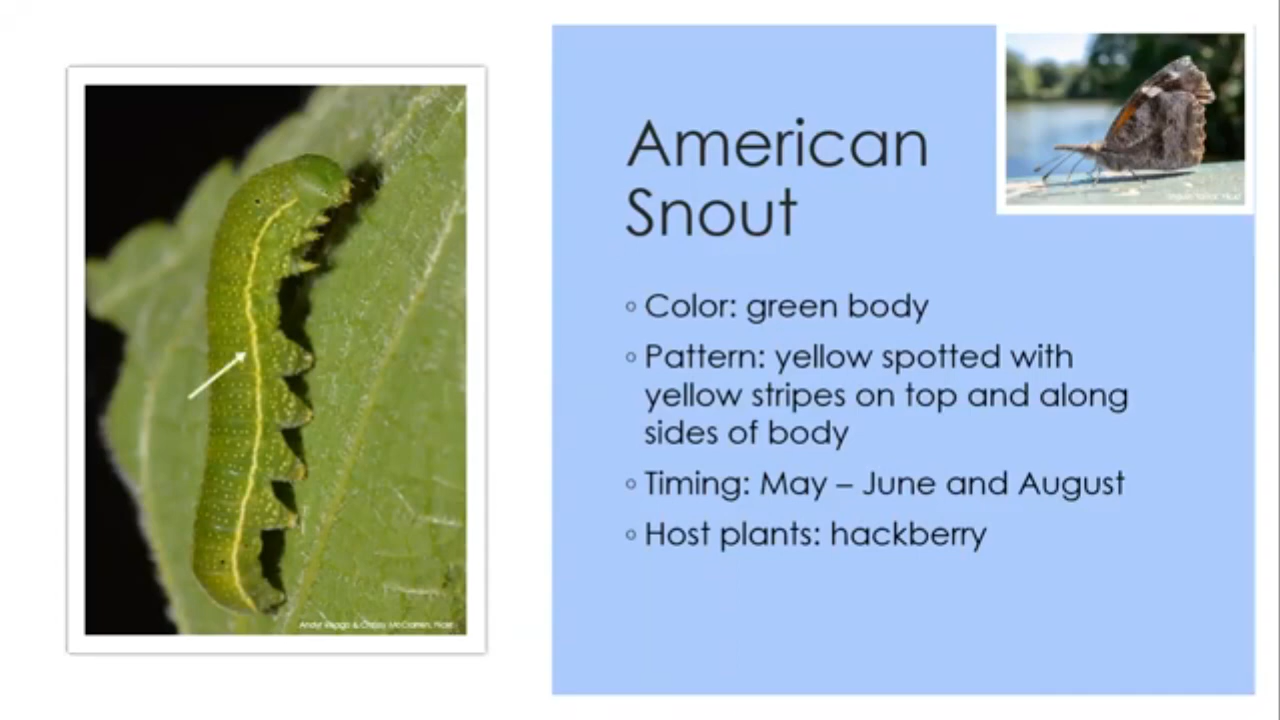 American
Snout
◦ Color: green body
◦ Pattern: yellow spotted with
yellow stripes on top and along
sides of body
◦ Timing: May – June and August
◦ Host plants: hackberry